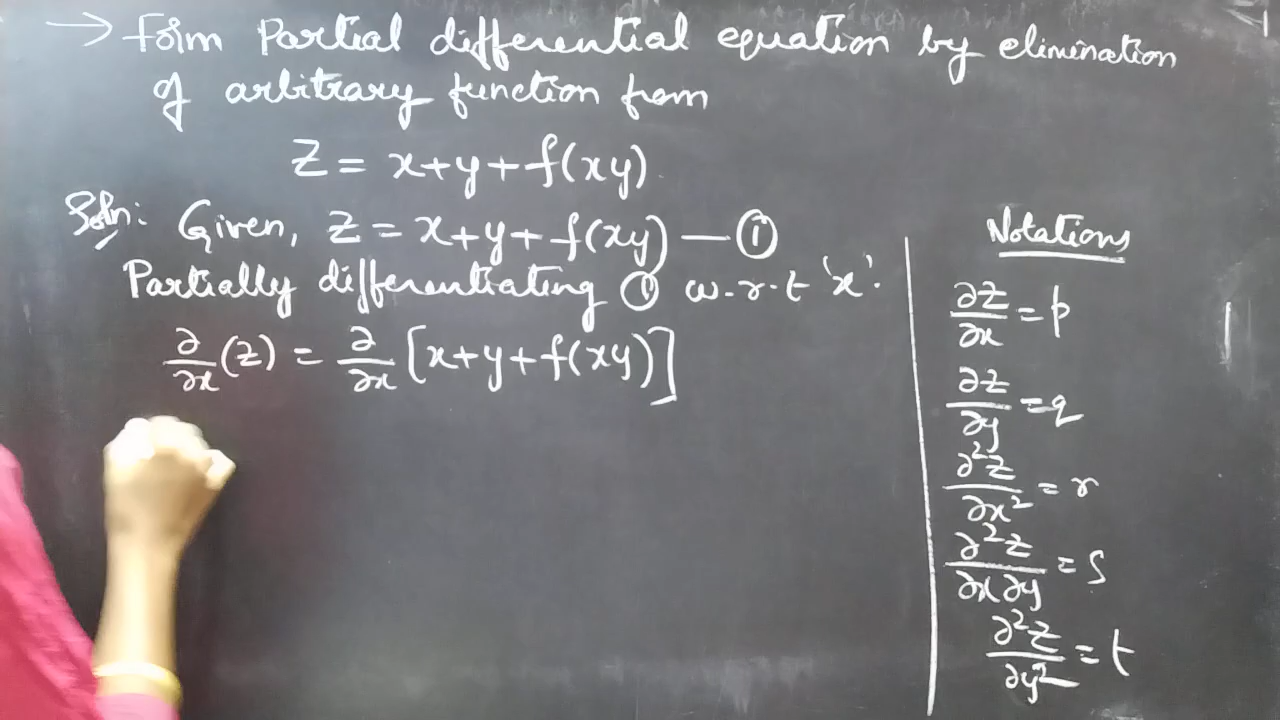 → Form Partial differential equation by elimination
of arbitrary function from
Z = x+y+f(xy).
Soln: Given, Z = x+y+f(xy) — ①
Partially differentiating ① w.r.t 'x'.
∂/∂x (z) = ∂/∂x [x+y+f(xy)]
Notations
∂z/∂x = p
∂z/∂y = q
∂²z/∂x² = r
∂²z/∂x∂y = s
∂²z/∂y² = t